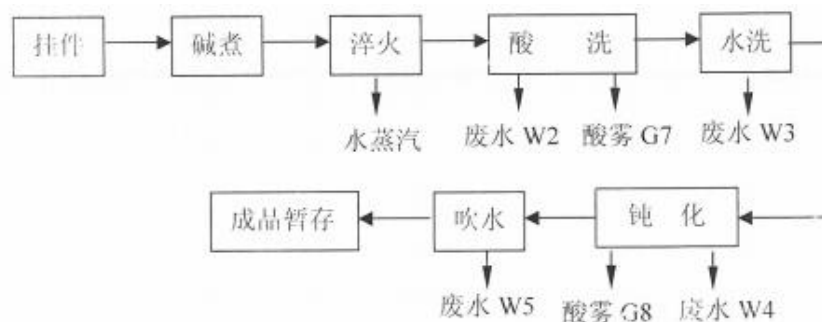 挂件 碱煮 淬火 酸 洗 水洗
水蒸汽 废水 W2 酸雾 G7 废水 W3
成品暂存 吹水 钝 化
废水 W5 酸雾 G8 废水 W4